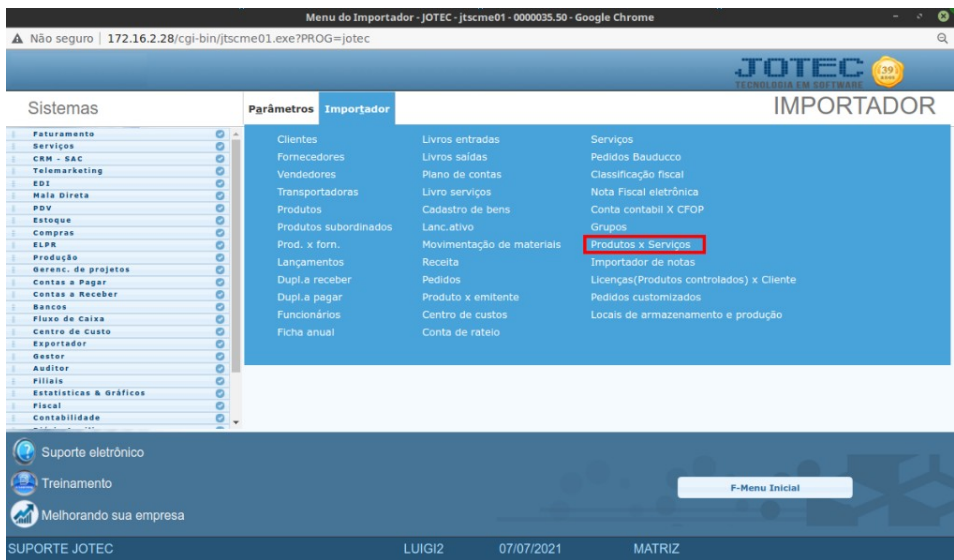 Menu do Importador - JOTEC - jtscme01 - 0000035.50 - Google Chrome
Não seguro | 172.16.2.28/cgi-bin/jtscme01.exe?PROG=jotec
JOTEC
TECNOLOGIA EM SOFTWARE
39
anos
Sistemas
Parâmetros Importador
IMPORTADOR
Faturamento
Serviços
CRM - SAC
Telemarketing
EDI
Mala Direta
PDV
Estoque
Compras
ELPR
Produção
Gerenc. de projetos
Contas a Pagar
Contas a Receber
Bancos
Fluxo de Caixa
Centro de Custo
Exportador
Gestor
Auditor
Filiais
Estatísticas & Gráficos
Fiscal
Contabilidade
Clientes
Fornecedores
Vendedores
Transportadoras
Produtos
Produtos subordinados
Prod. x forn.
Lançamentos
Dupl.a receber
Dupl.a pagar
Funcionários
Ficha anual
Livros entradas
Livros saídas
Plano de contas
Livro serviços
Cadastro de bens
Lanc.ativo
Movimentação de materiais
Receita
Pedidos
Produto x emitente
Centro de custos
Conta de rateio
Serviços
Pedidos Bauducco
Classificação fiscal
Nota Fiscal eletrônica
Conta contabil X CFOP
Grupos
Produtos x Serviços
Importador de notas
Licenças(Produtos controlados) x Cliente
Pedidos customizados
Locais de armazenamento e produção
Suporte eletrônico
Treinamento
Melhorando sua empresa
F-Menu Inicial
SUPORTE JOTEC LUIGI2 07/07/2021 MATRIZ